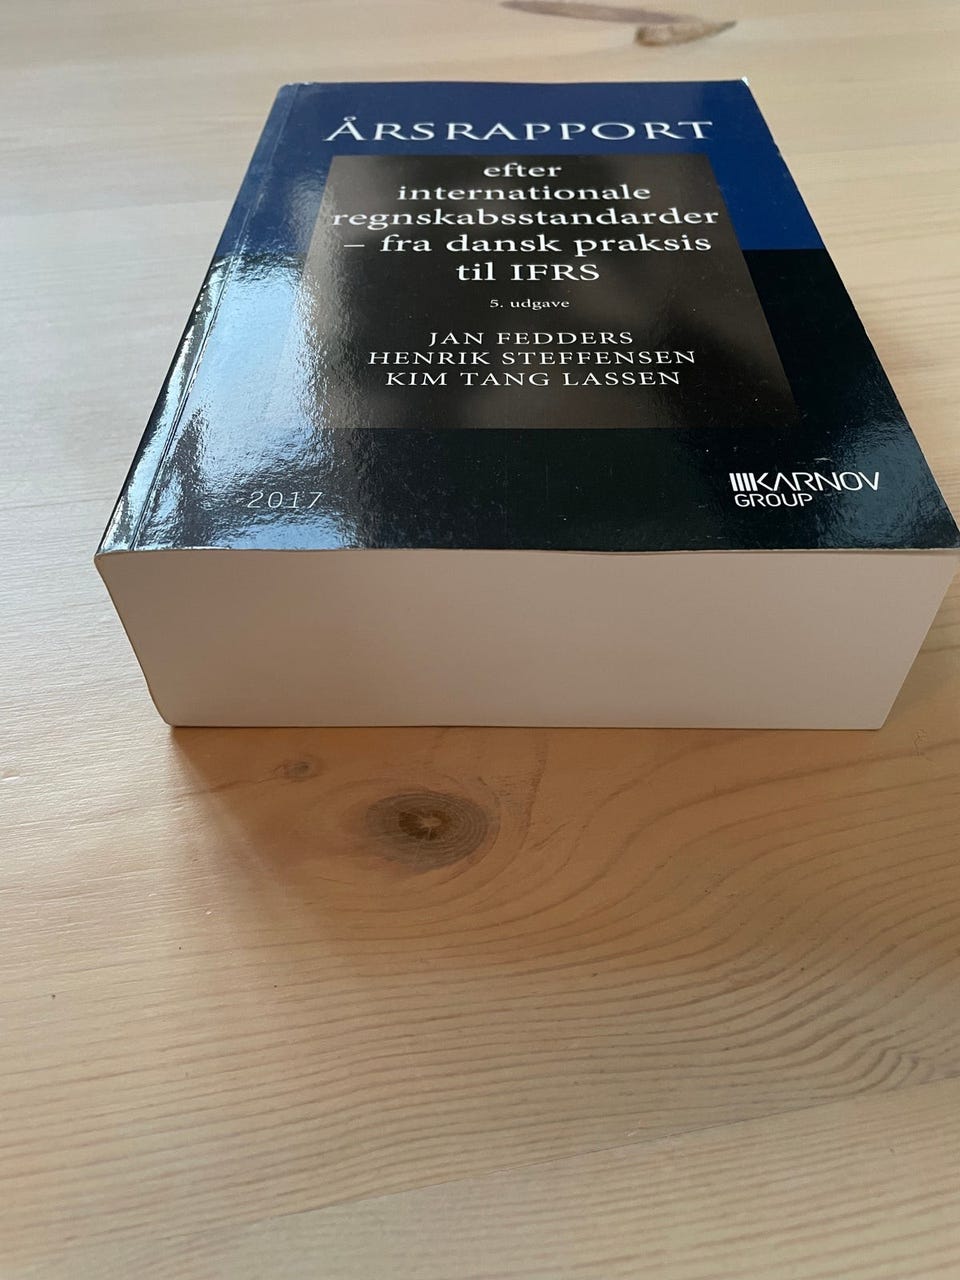 ÅRSRAPPORT
efter
internationale
regnskabsstandarder
– fra dansk praksis
til IFRS
5. udgave
JAN FEDDERS
HENRIK STEFFENSEN
KIM TANG LASSEN
2017
KARNOV
GROUP